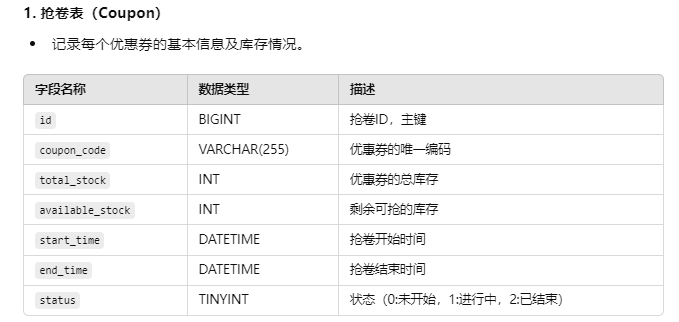 1. 抢卷表（Coupon）
• 记录每个优惠券的基本信息及库存情况。
字段名称 数据类型 描述
id BIGINT 抢卷ID，主键
coupon_code VARCHAR(255) 优惠券的唯一编码
total_stock INT 优惠券的总库存
available_stock INT 剩余可抢的库存
start_time DATETIME 抢卷开始时间
end_time DATETIME 抢卷结束时间
status TINYINT 状态（0:未开始，1:进行中，2:已结束）